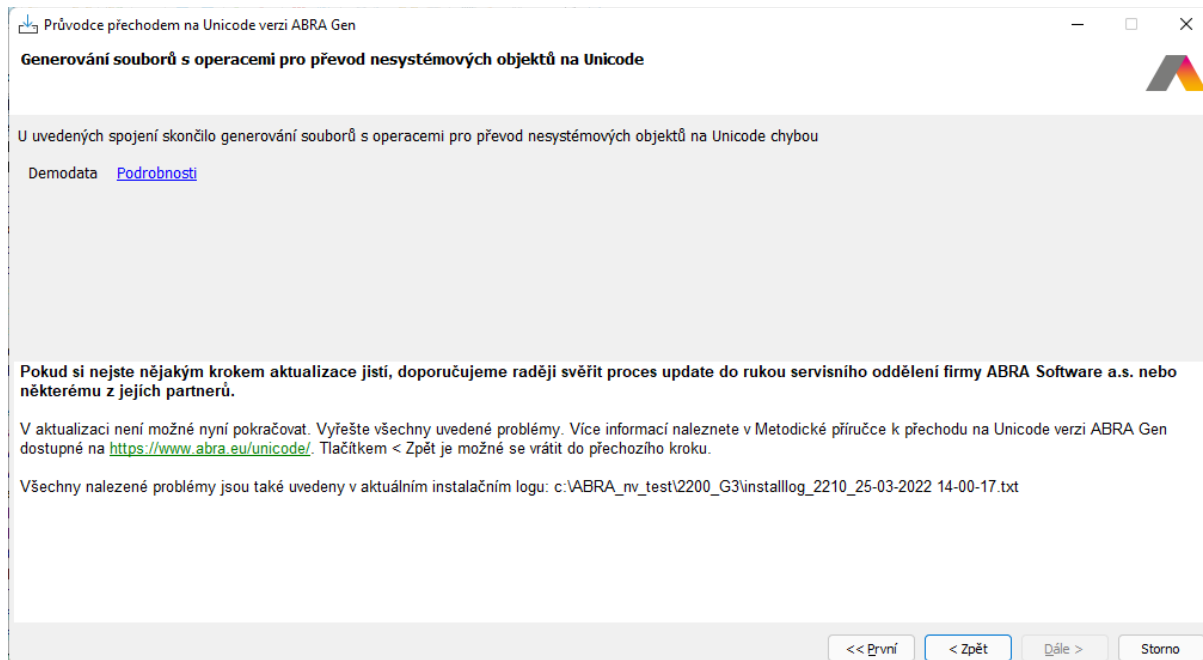 Průvodce přechodem na Unicode verzi ABRA Gen
Generování souborů s operacemi pro převod nesystémových objektů na Unicode
U uvedených spojení skončilo generování souborů s operacemi pro převod nesystémových objektů na Unicode chybou
Demodata Podrobnosti
Pokud si nejste nějakým krokem aktualizace jistí, doporučujeme raději svěřit proces update do rukou servisního oddělení firmy ABRA Software a.s. nebo
některému z jejích partnerů.
V aktualizaci není možné nyní pokračovat. Vyřešte všechny uvedené problémy. Více informací naleznete v Metodické příručce k přechodu na Unicode verzi ABRA Gen
dostupné na https://www.abra.eu/unicode/. Tlačítkem < Zpět je možné se vrátit do přechozího kroku.
Všechny nalezené problémy jsou také uvedeny v aktuálním instalačním logu: c:\ABRA_nv_test\2200_G3\installlog_2210_25-03-2022 14-00-17.txt
<< První < Zpět Dále > Storno